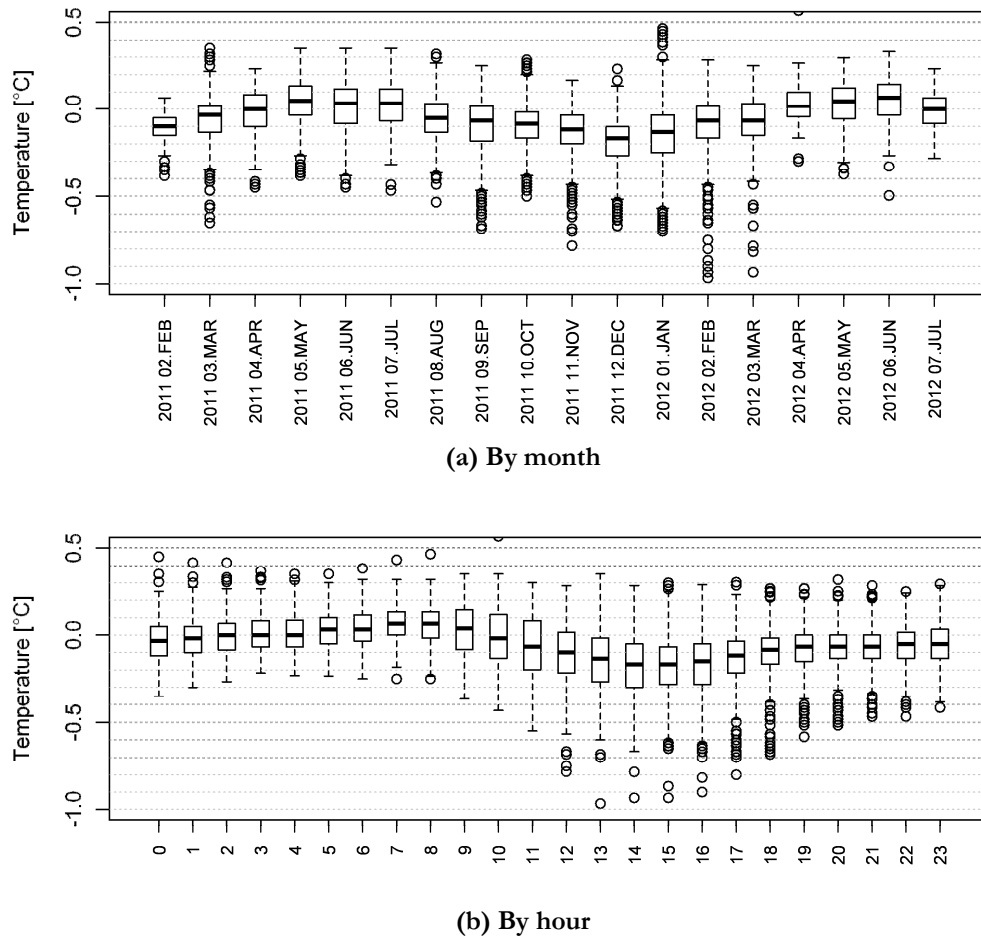 Temperature [°C]
0.5
0.0
-0.5
-1.0
2011 02.FEB
2011 03.MAR
2011 04.APR
2011 05.MAY
2011 06.JUN
2011 07.JUL
2011 08.AUG
2011 09.SEP
2011 10.OCT
2011 11.NOV
2011 12.DEC
2012 01.JAN
2012 02.FEB
2012 03.MAR
2012 04.APR
2012 05.MAY
2012 06.JUN
2012 07.JUL
(a) By month
Temperature [°C]
0.5
0.0
-0.5
-1.0
0
1
2
3
4
5
6
7
8
9
10
11
12
13
14
15
16
17
18
19
20
21
22
23
(b) By hour